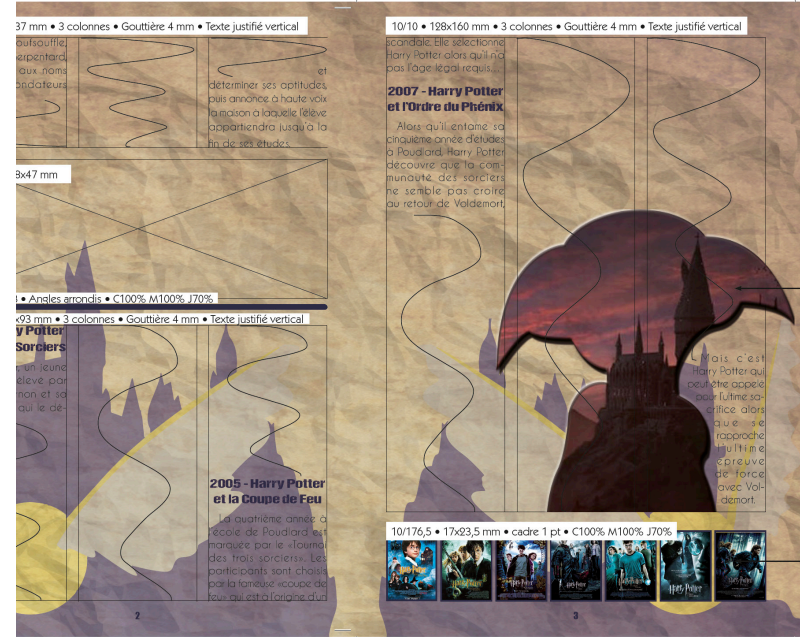 37 mm • 3 colonnes • Gouttière 4 mm • Texte justifié vertical
outsouffle,
erpentard,
aux noms
ondateurs
et
déterminer ses aptitudes,
puis annonce à haute voix
la maison à laquelle l'élève
appartiendra jusqu'à la
fin de ses études.
8x47 mm
• Angles arrondis • C100% M100% J70%
x93 mm • 3 colonnes • Gouttière 4 mm • Texte justifié vertical
y Potter
Sorciers
, un jeune
élevé par
non et sa
qui le dé-
2005 - Harry Potter
et la Coupe de Feu
La quatrième année à
l'école de Poudlard est
marquée par le «Tournoi
des trois sorciers». Les
participants sont choisis
par la fameuse «coupe de
feu» qui est à l'origine d'un
2
10/10 • 128x160 mm • 3 colonnes • Gouttière 4 mm • Texte justifié vertical
scandale. Elle sélectionne
Harry Potter alors qu'il n'a
pas l'âge légal requis...
2007 - Harry Potter
et l'Ordre du Phénix
Alors qu'il entame sa
cinquième année d'études
à Poudlard, Harry Potter
découvre que la com-
munauté des sorciers
ne semble pas croire
au retour de Voldemort,
Mais c'est
Harry Potter qui
peut être appelé
pour l'ultime sa-
crifice alors
que se
rapproche
l'ultime
épreuve
de force
avec Vol-
demort.
10/176,5 • 17x23,5 mm • cadre 1 pt • C100% M100% J70%
Harry Potter
3